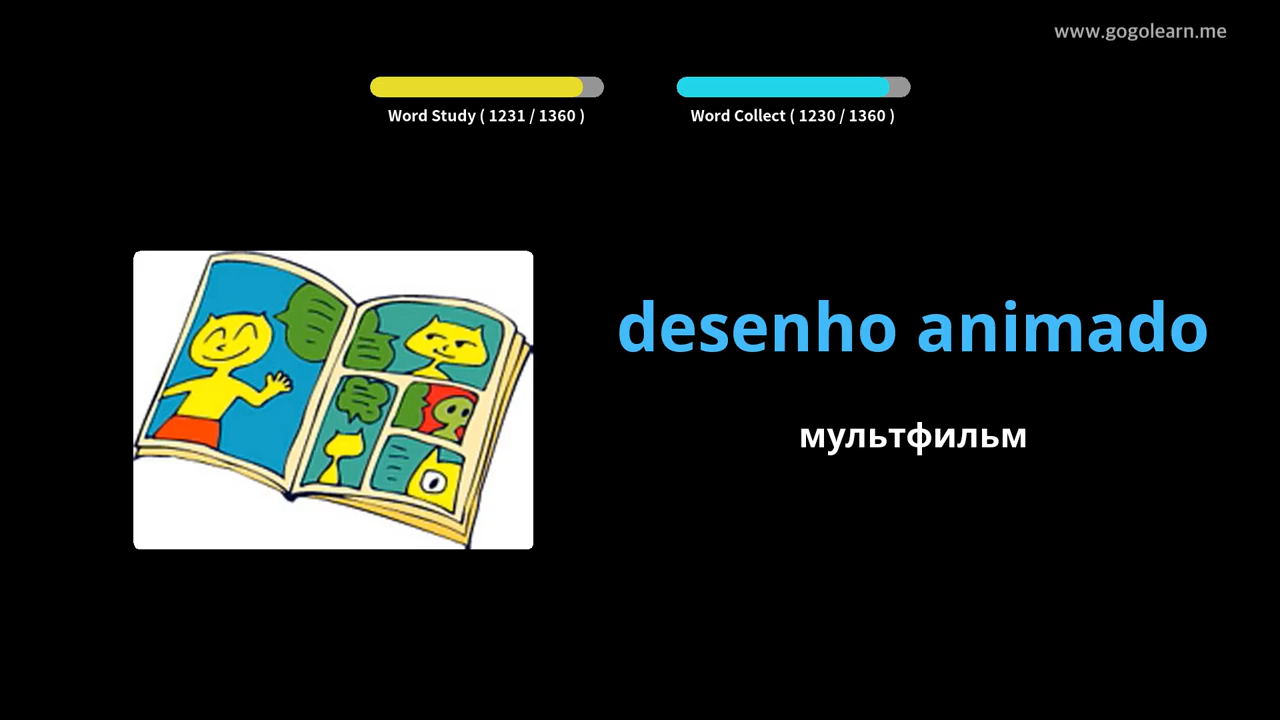 www.gogolearn.me
Word Study ( 1231 / 1360 )
Word Collect ( 1230 / 1360 )
desenho animado
мультфильм